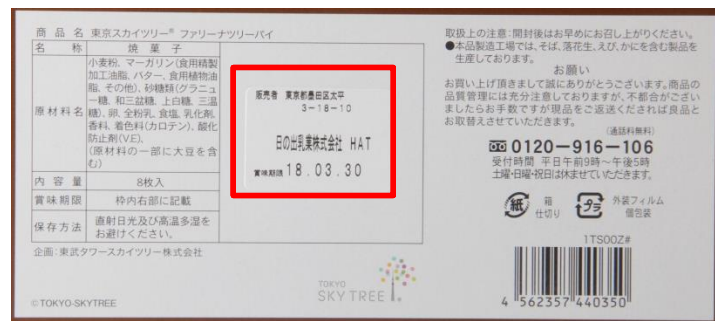 商品名 東京スカイツリー® ファリーナツリーパイ
名称 焼菓子
原材料名 小麦粉、マーガリン(食用精製
加工油脂、バター、食用植物油
脂、その他)、砂糖類(グラニュ
一糖、和三盆糖、上白糖、三温
糖)、卵、全粉乳、食塩、乳化剤、
香料、着色料(カロテン)、酸化
防止剤(V.E)、
(原材料の一部に大豆を含
む)
内容量 8枚入
賞味期限 枠内右部に記載
保存方法 直射日光及び高温多湿を
お避けください。
企画:東武タワースカイツリー株式会社
©TOKYO-SKYTREE
販売者 東京都墨田区太平
3-18-10
日の出乳業株式会社 HAT
賞味期限 18.03.30
TOKYO
SKYTREE
取扱上の注意:開封後はお早めにお召し上がりください。
●本品製造工場では、そば、落花生、えび、かにを含む製品を
生産しております。
お願い
お買い上げ頂きまして誠にありがとうございます。商品の
品質管理には充分注意しておりますが、不都合がござい
ましたらお手数ですが現品をご返送くだされば良品と
お取替えさせていただきます。
(通話料無料)
0120-916-106
受付時間 平日午前9時~午後5時
土曜・日曜・祝日は休ませていただきます。
紙 箱
仕切り
プラ 外装フィルム
個包装
1TS00Z#
4 562357 440350